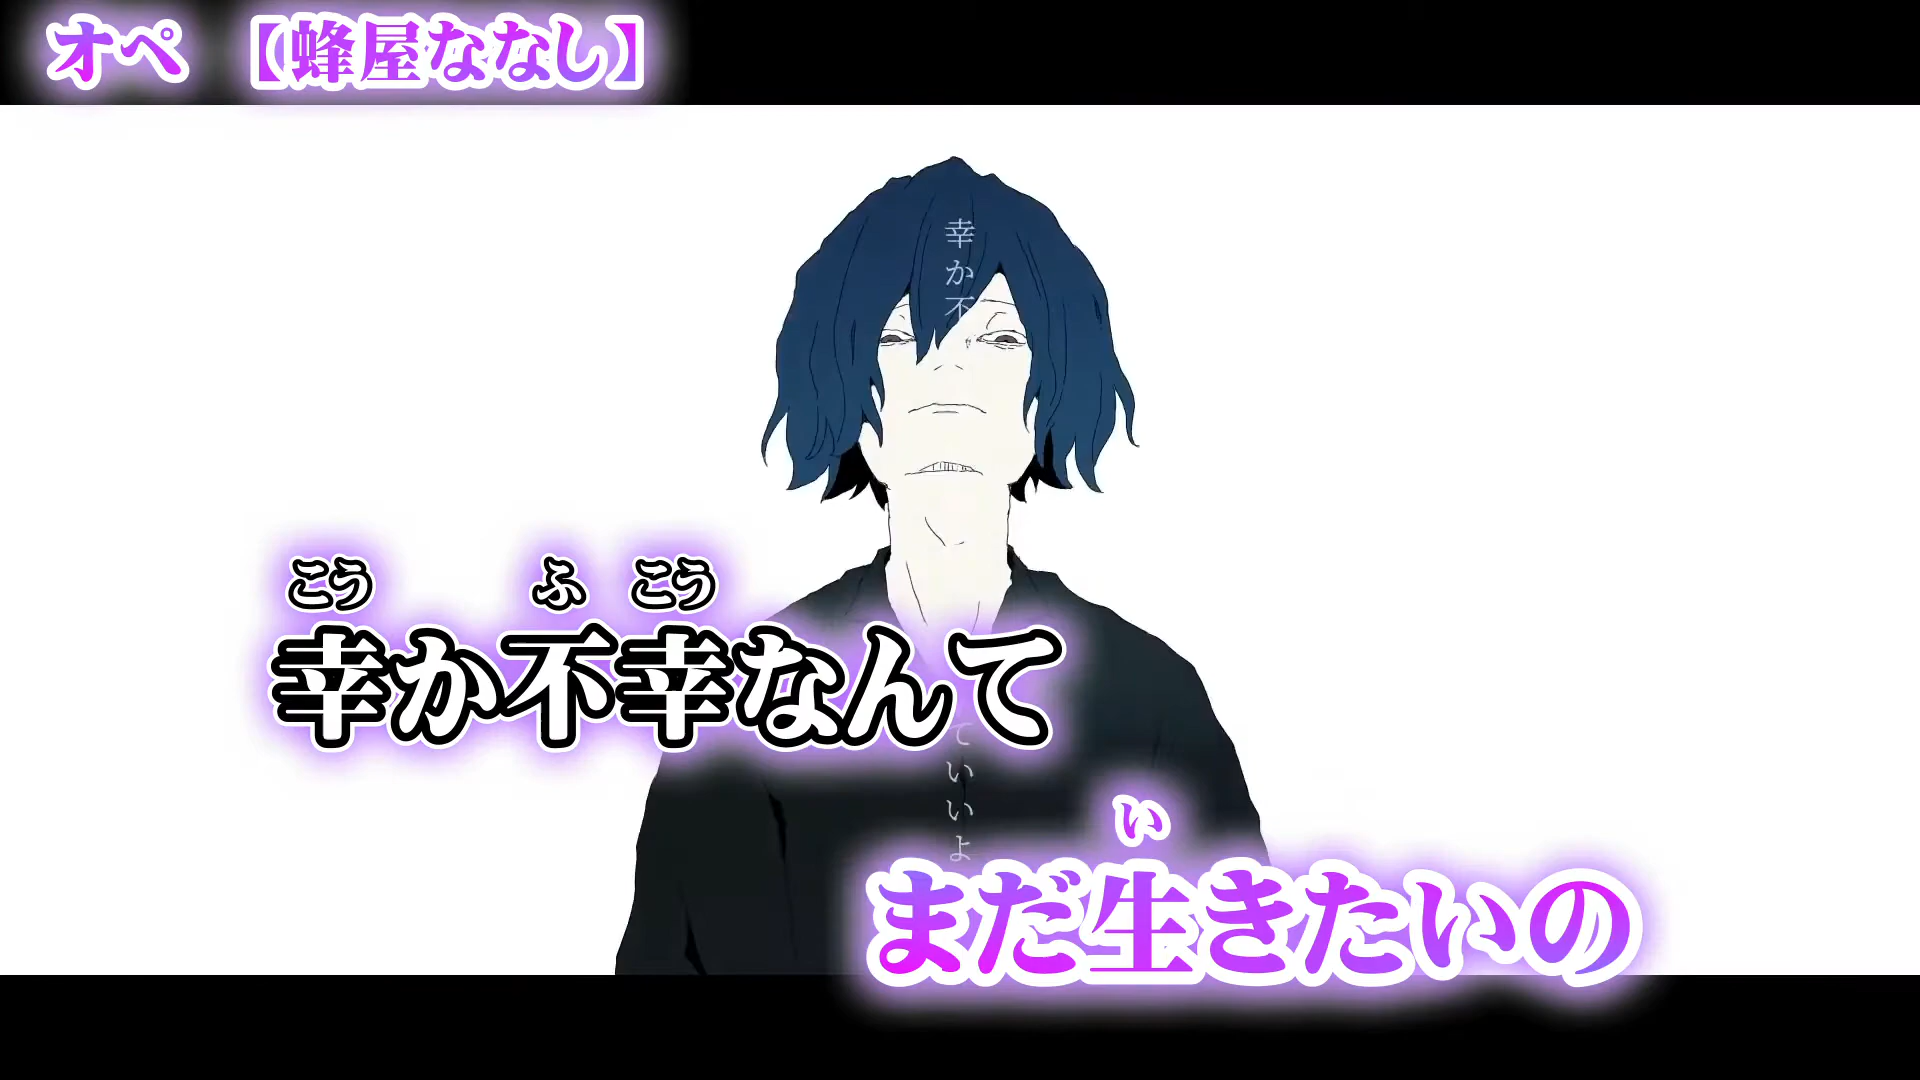 オペ 【蜂屋ななし】
幸か不
こう ふ こう
幸か不幸なんて
ていいよ
い
まだ生きたいの